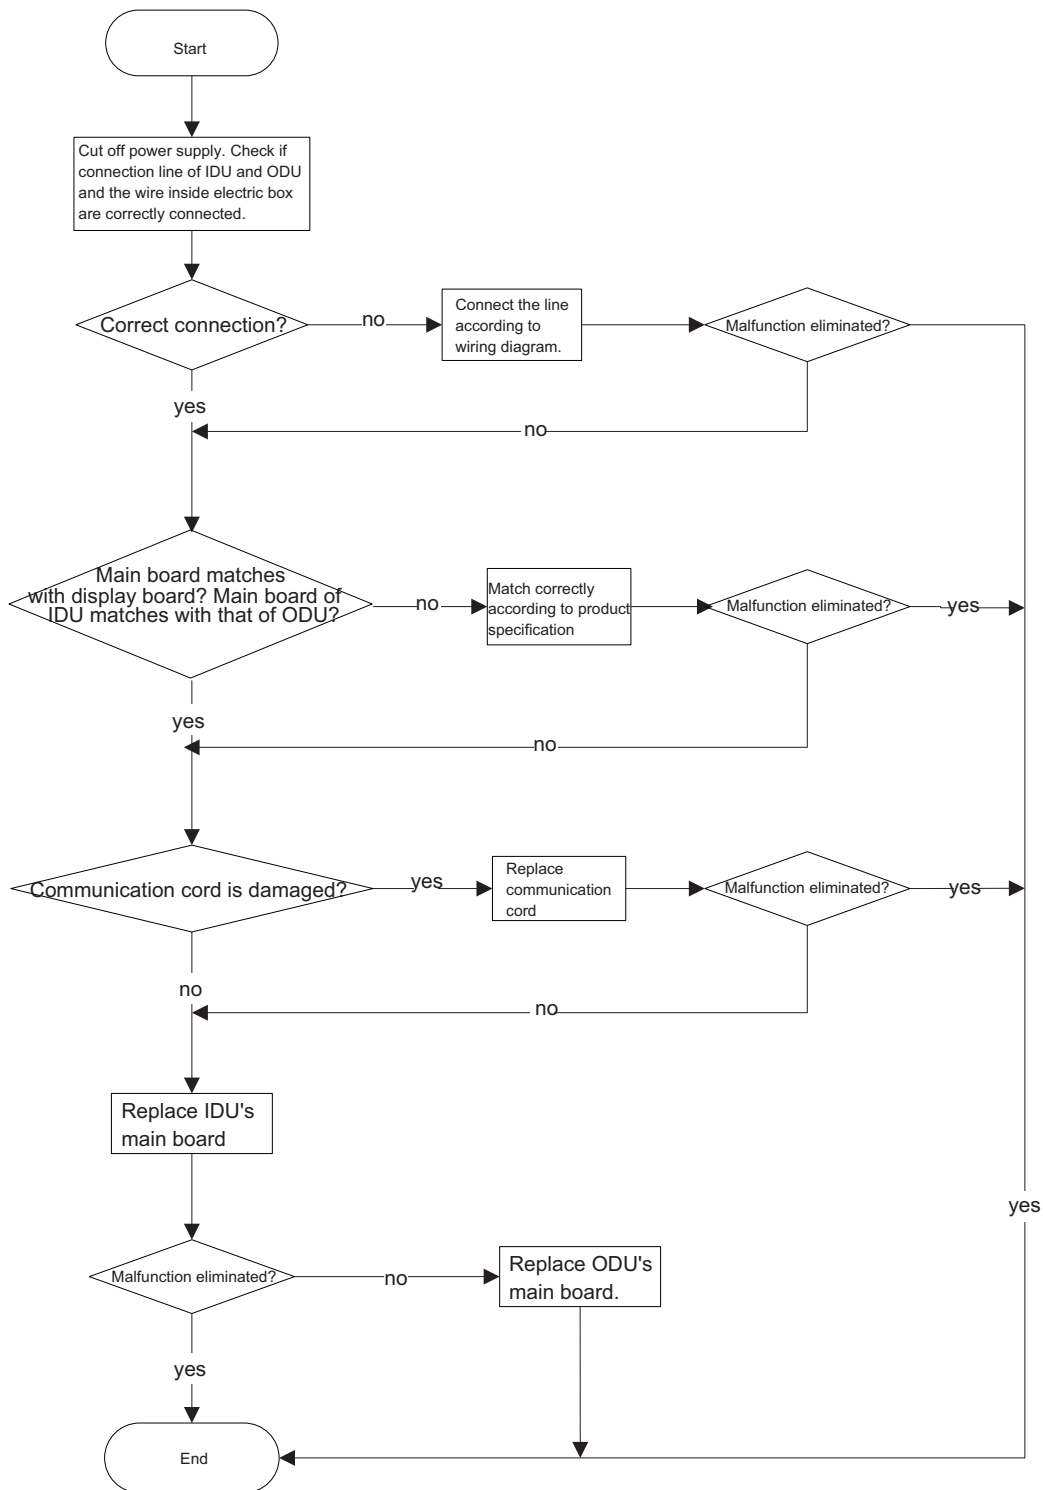 Start
Cut off power supply. Check if
connection line of IDU and ODU
and the wire inside electric box
are correctly connected.
Correct connection?
no
Connect the line
according to
wiring diagram.
Malfunction eliminated?
yes
no
Main board matches
with display board? Main board of
IDU matches with that of ODU?
no
Match correctly
according to product
specification
Malfunction eliminated?
yes
yes
no
Communication cord is damaged?
yes
Replace
communication
cord
Malfunction eliminated?
yes
no
no
Replace IDU's
main board
yes
Malfunction eliminated?
no
Replace ODU's
main board.
yes
End